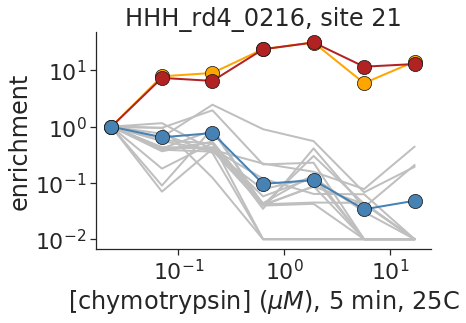 HHH_rd4_0216, site 21
enrichment
10¹
10⁰
10⁻¹
10⁻²
10⁻¹ 10⁰ 10¹
[chymotrypsin] (μM), 5 min, 25C